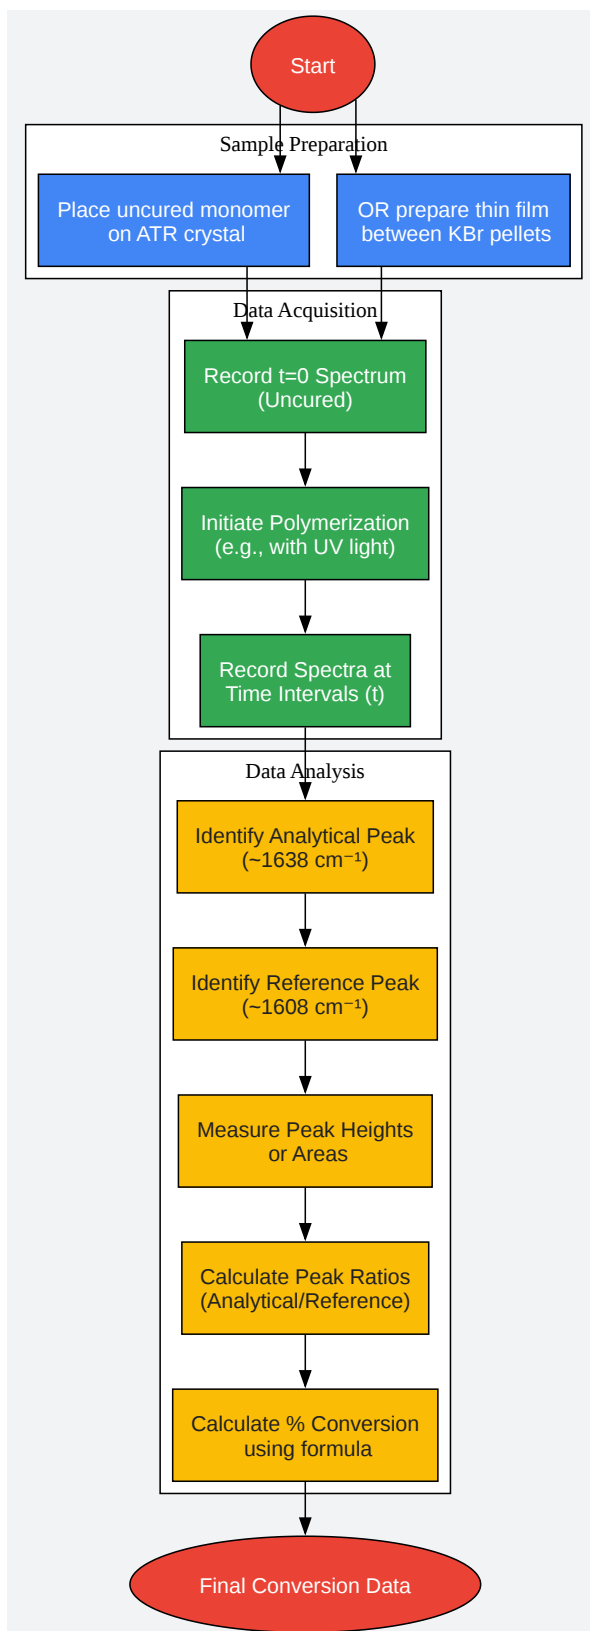 Start
Sample Preparation
Place uncured monomer
on ATR crystal
OR prepare thin film
between KBr pellets
Data Acquisition
Record t=0 Spectrum
(Uncured)
Initiate Polymerization
(e.g., with UV light)
Record Spectra at
Time Intervals (t)
Data Analysis
Identify Analytical Peak
(~1638 cm⁻¹)
Identify Reference Peak
(~1608 cm⁻¹)
Measure Peak Heights
or Areas
Calculate Peak Ratios
(Analytical/Reference)
Calculate % Conversion
using formula
Final Conversion Data